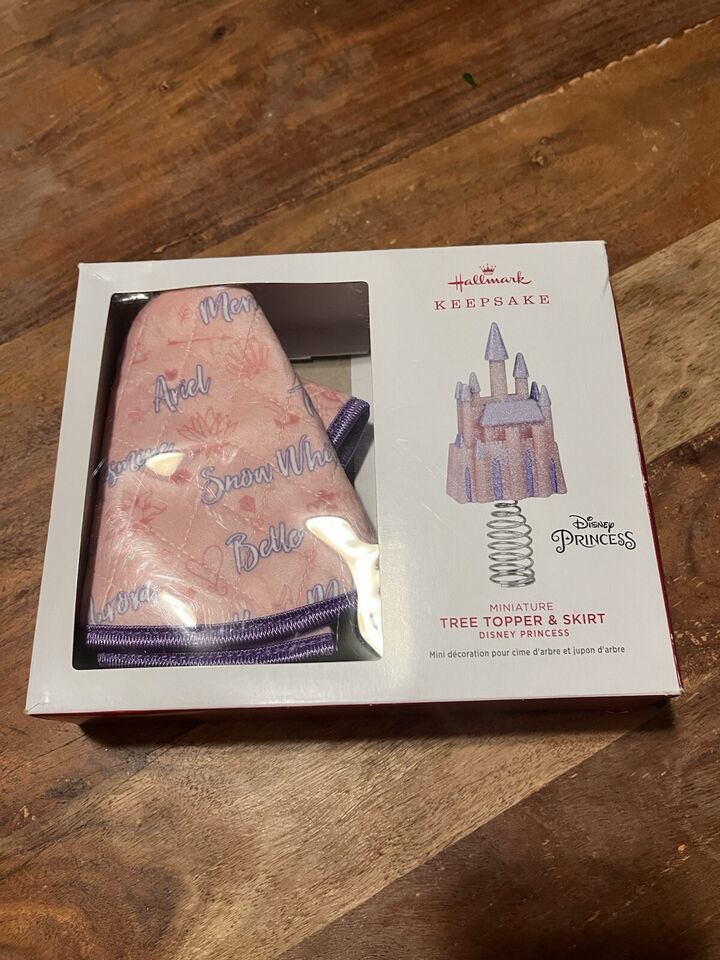 Ariel
Snow
Belle
Hallmark
KEEPSAKE
Disney
PRINCESS
MINIATURE
TREE TOPPER & SKIRT
DISNEY PRINCESS
Mini décoration pour cime d'arbre et jupon d'arbre